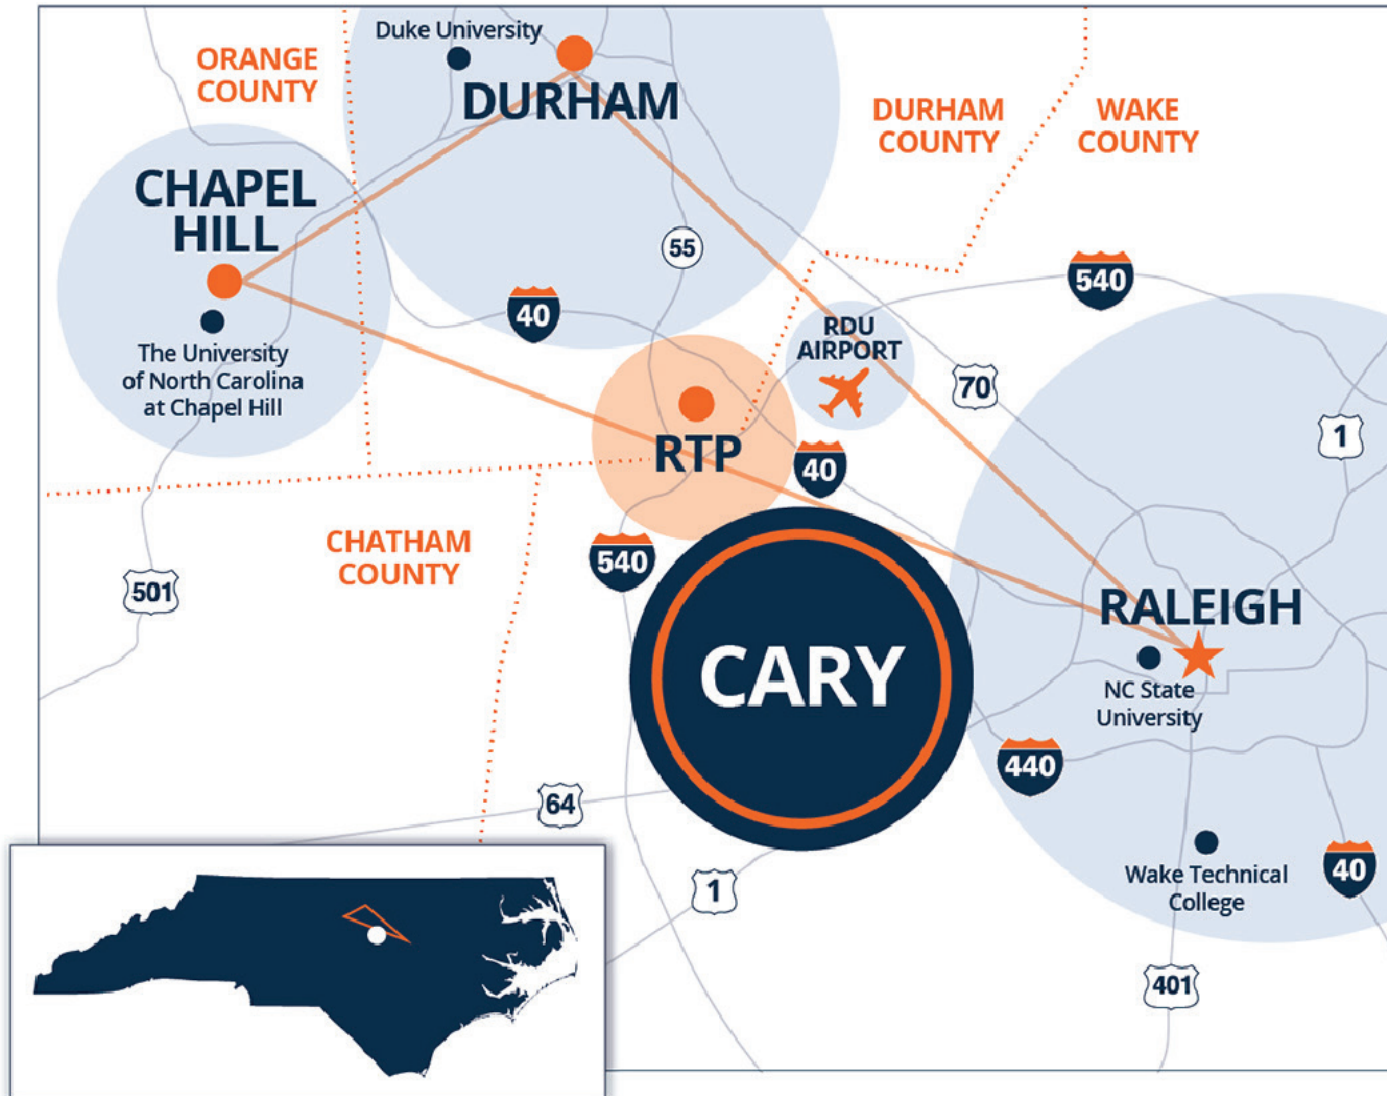 Duke University
ORANGE
COUNTY
DURHAM
DURHAM
COUNTY
WAKE
COUNTY
CHAPEL
HILL
55
540
40
The University
of North Carolina
at Chapel Hill
RDU
AIRPORT
70
1
RTP
40
CHATHAM
COUNTY
540
501
CARY
RALEIGH
NC State
University
440
64
1
Wake Technical
College
40
401